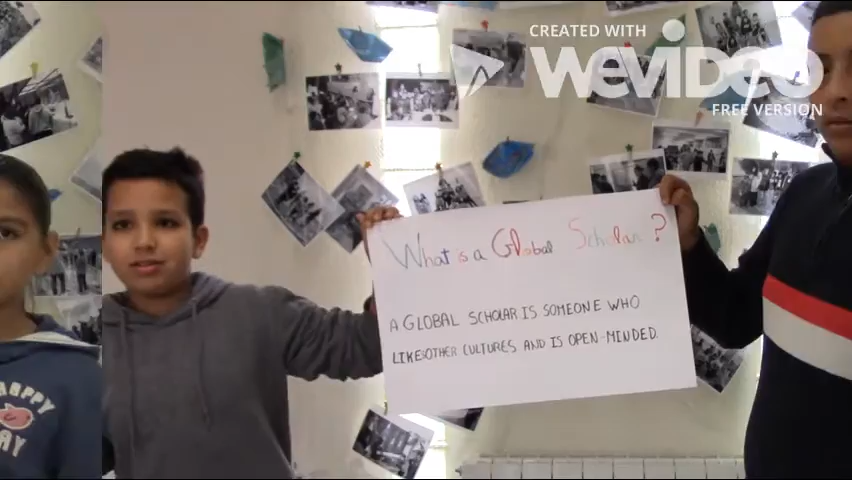 CREATED WITH
WEVIDEO
FREE VERSION
What is a Global Scholar?
A GLOBAL SCHOLAR IS SOMEONE WHO
LIKES OTHER CULTURES AND IS OPEN-MINDED.
HAPPY
DAY